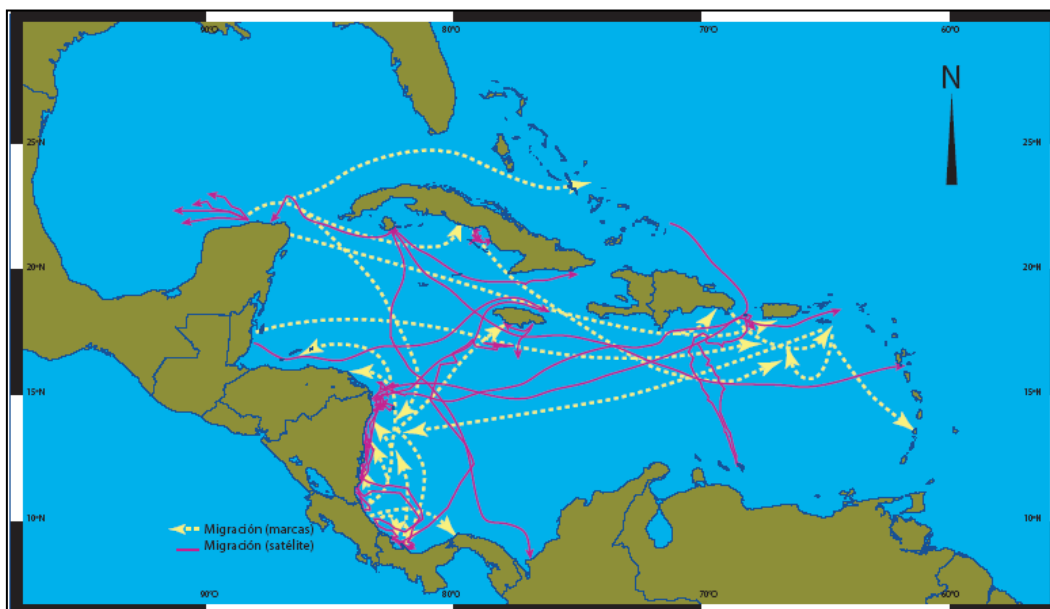 90°O 80°O 70°O 60°O
N
25°N 25°N
20°N 20°N
15°N 15°N
10°N 10°N
Migración (marcas)
Migración (satélite)
90°O 80°O 70°O 60°O